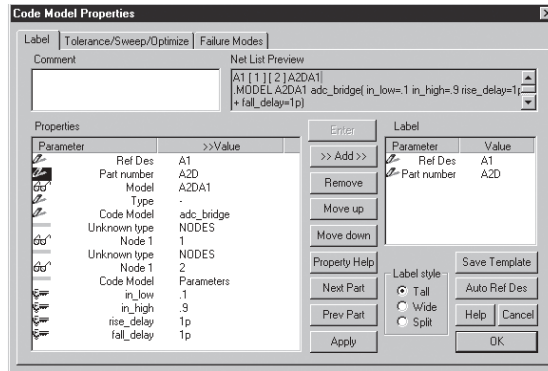 Code Model Properties
Label
Tolerance/Sweep/Optimize
Failure Modes
Comment
Net List Preview
A1 [ 1 ] [ 2 ] A2DA1
.MODEL A2DA1 adc_bridge( in_low=.1 in_high=.9 rise_delay=1p
+ fall_delay=1p)
Properties
Parameter >>Value
Ref Des A1
Part number A2D
Model A2DA1
Type -
Code Model adc_bridge
Unknown type NODES
Node 1 1
Unknown type NODES
Node 1 2
Code Model Parameters
in_low .1
in_high .9
rise_delay 1p
fall_delay 1p
Enter
>> Add >>
Remove
Move up
Move down
Property Help
Next Part
Prev Part
Apply
Label
Parameter Value
Ref Des A1
Part number A2D
Label style
Tall
Wide
Split
Save Template
Auto Ref Des
Help
Cancel
OK